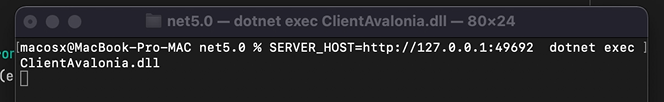 net5.0 — dotnet exec ClientAvalonia.dll — 80×24
[macosx@MacBook-Pro-MAC net5.0 % SERVER_HOST=http://127.0.0.1:49692  dotnet exec ]
ClientAvalonia.dll
ron
(e